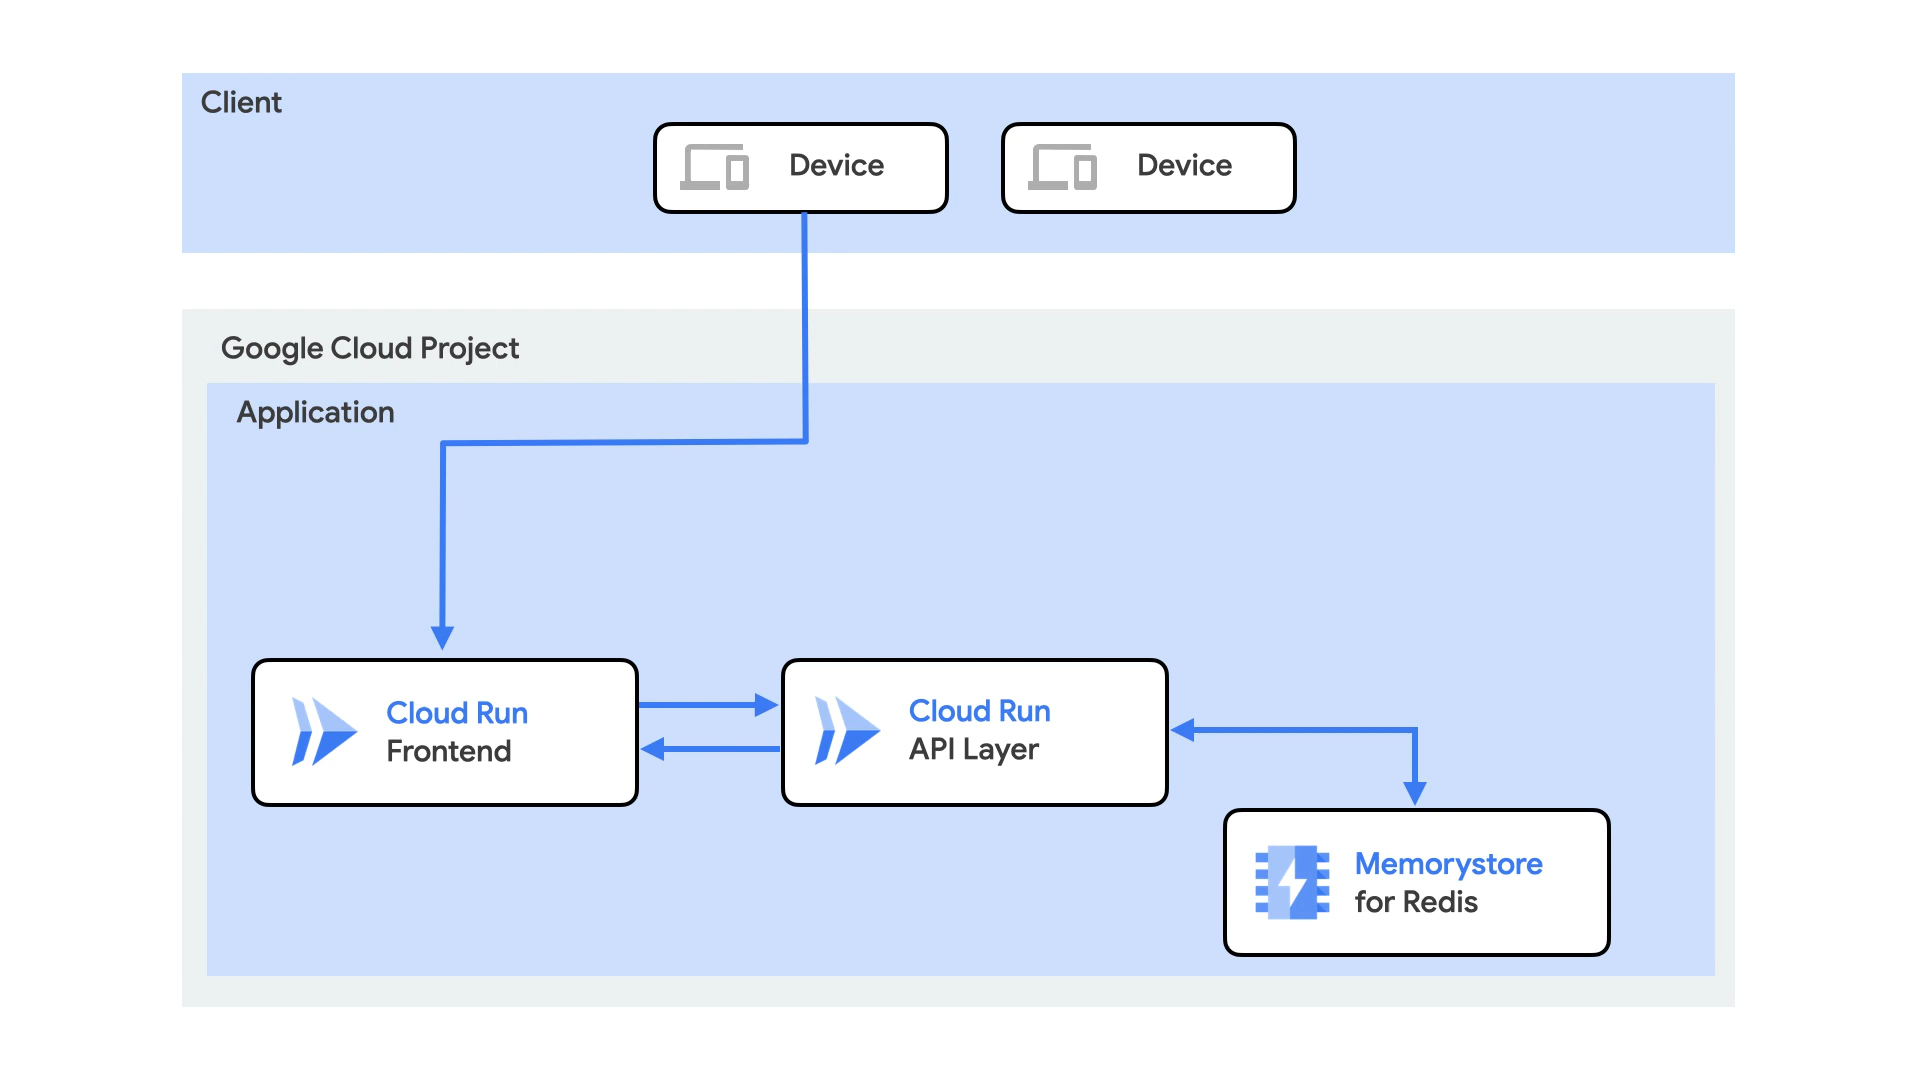 Client
Device
Device
Google Cloud Project
Application
Cloud Run
Frontend
Cloud Run
API Layer
Memorystore
for Redis